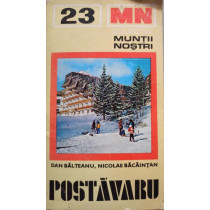 23 MN
MUNȚII
NOȘTRI
DAN BĂLTEANU, NICOLAE BĂCĂINȚAN
POSTĂVARU